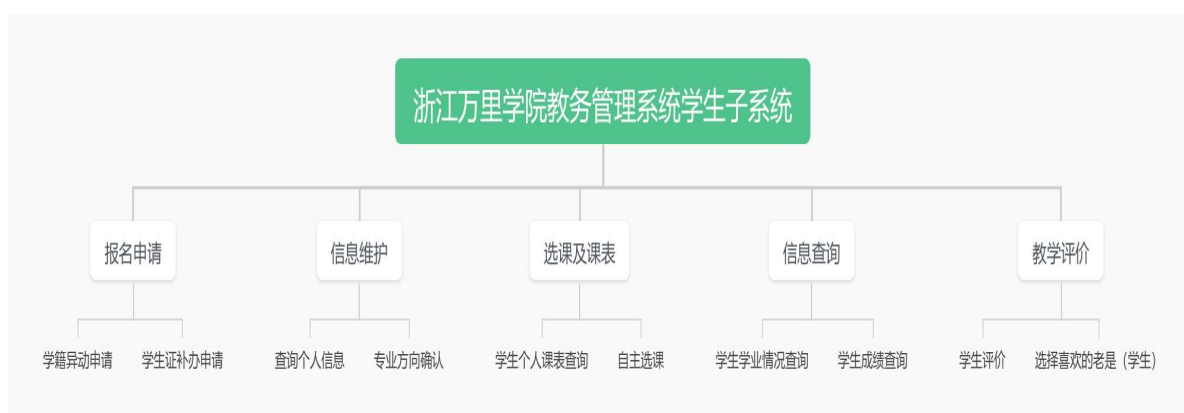 浙江万里学院教务管理系统学生子系统
报名申请
信息维护
选课及课表
信息查询
教学评价
学籍异动申请
学生证补办申请
查询个人信息
专业方向确认
学生个人课表查询
自主选课
学生学业情况查询
学生成绩查询
学生评价
选择喜欢的老是（学生）